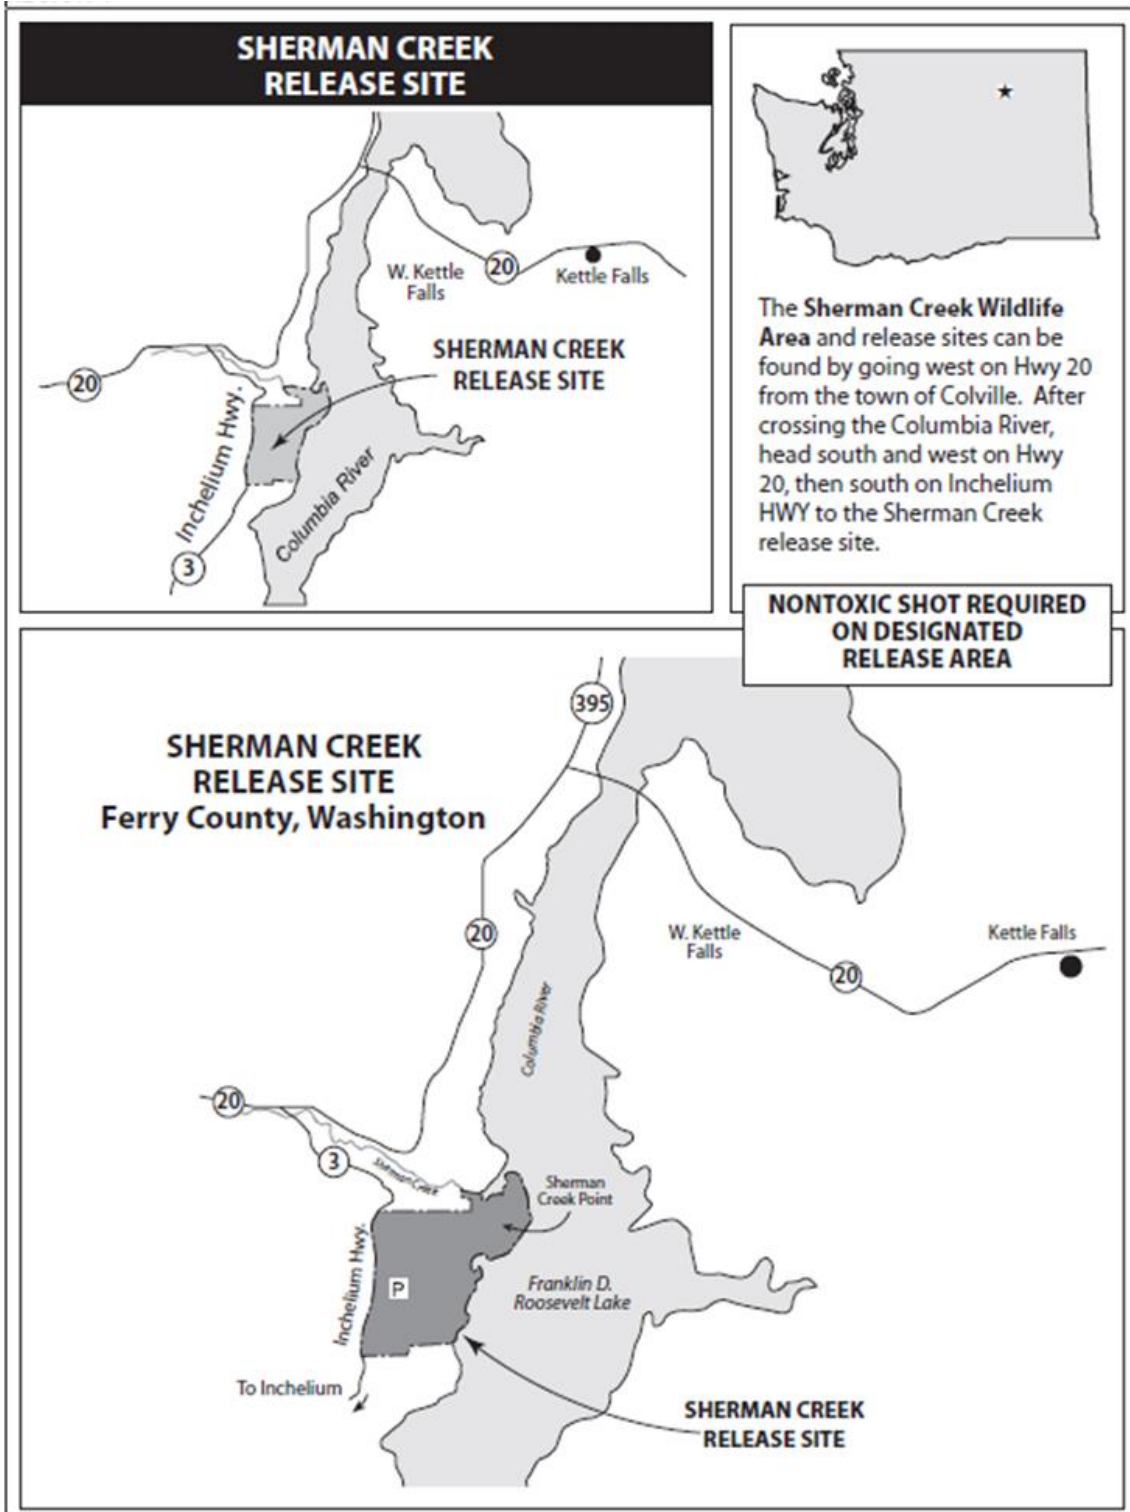 SHERMAN CREEK
RELEASE SITE
20
W. Kettle
Falls
Kettle Falls
SHERMAN CREEK
RELEASE SITE
20
Inchelium Hwy.
Columbia River
3
The Sherman Creek Wildlife
Area and release sites can be
found by going west on Hwy 20
from the town of Colville. After
crossing the Columbia River,
head south and west on Hwy
20, then south on Inchelium
HWY to the Sherman Creek
release site.
NONTOXIC SHOT REQUIRED
ON DESIGNATED
RELEASE AREA
SHERMAN CREEK
RELEASE SITE
Ferry County, Washington
395
20
W. Kettle
Falls
Kettle Falls
20
Columbia River
20
3
Sherman Creek
Sherman
Creek Point
Inchelium Hwy.
P
Franklin D.
Roosevelt Lake
To Inchelium
SHERMAN CREEK
RELEASE SITE